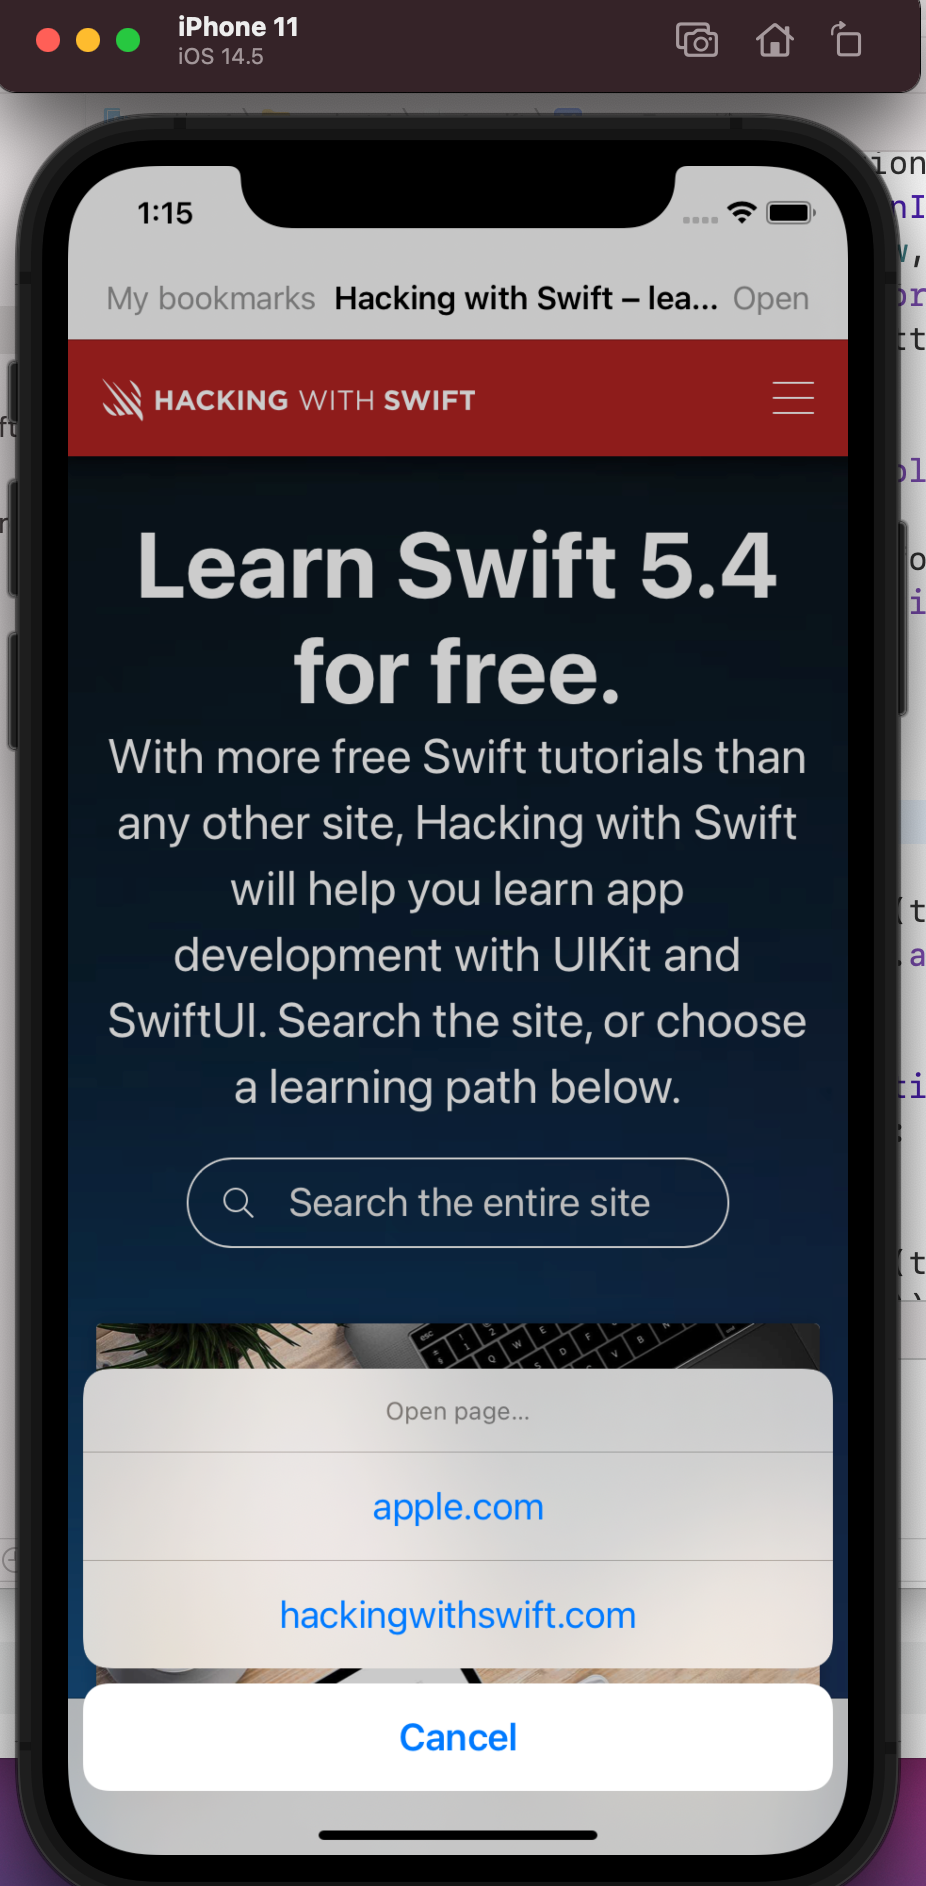 iPhone 11
iOS 14.5
1:15
My bookmarks Hacking with Swift – lea... Open
HACKING WITH SWIFT
Learn Swift 5.4
for free.
With more free Swift tutorials than
any other site, Hacking with Swift
will help you learn app
development with UIKit and
SwiftUI. Search the site, or choose
a learning path below.
Search the entire site
Open page...
apple.com
hackingwithswift.com
Cancel